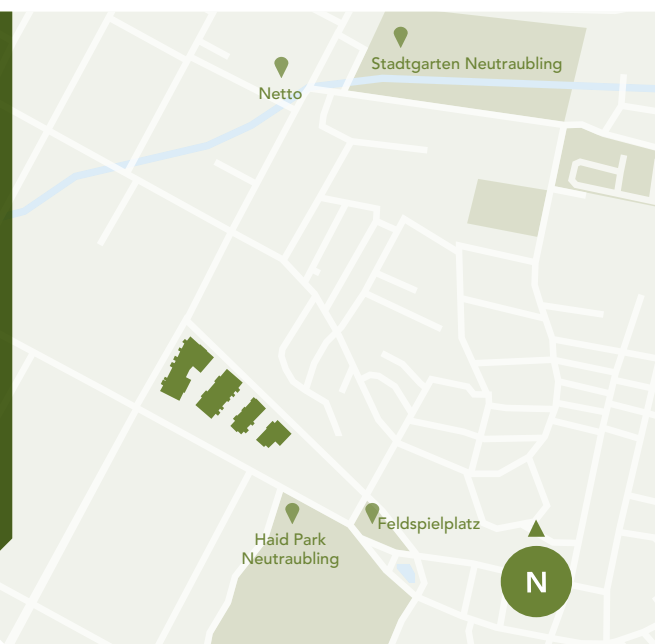 Stadtgarten Neutraubling
Netto
Feldspielplatz
Haid Park
Neutraubling
N